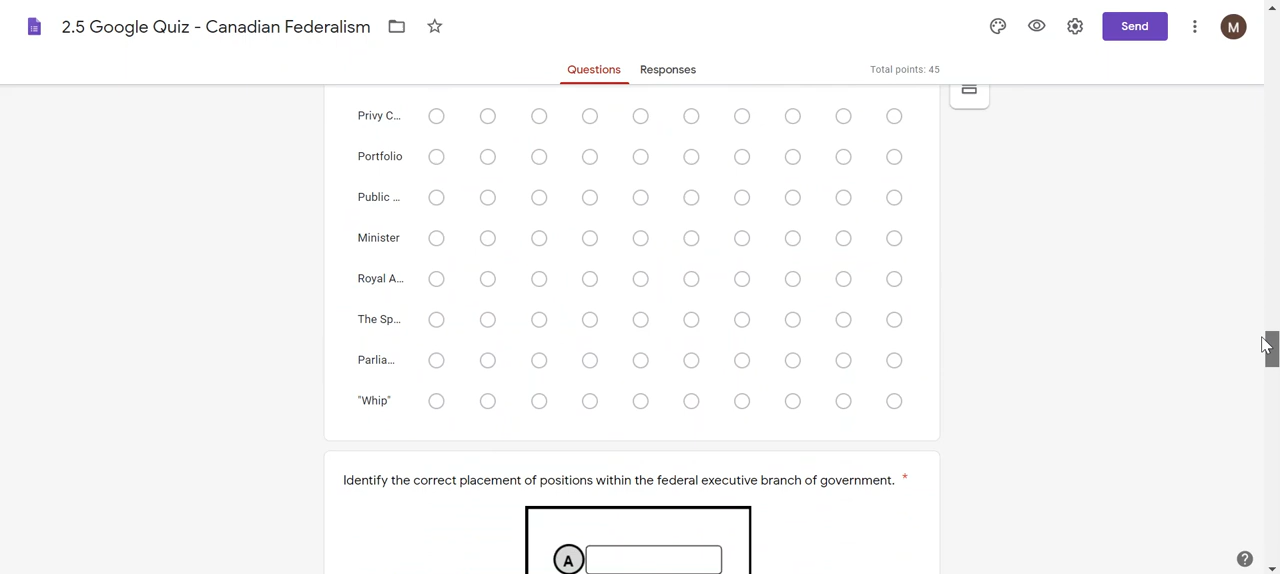 2.5 Google Quiz - Canadian Federalism
Send
M
Questions Responses
Total points: 45
Privy C...
Portfolio
Public ...
Minister
Royal A...
The Sp...
Parlia...
"Whip"
Identify the correct placement of positions within the federal executive branch of government. *
A